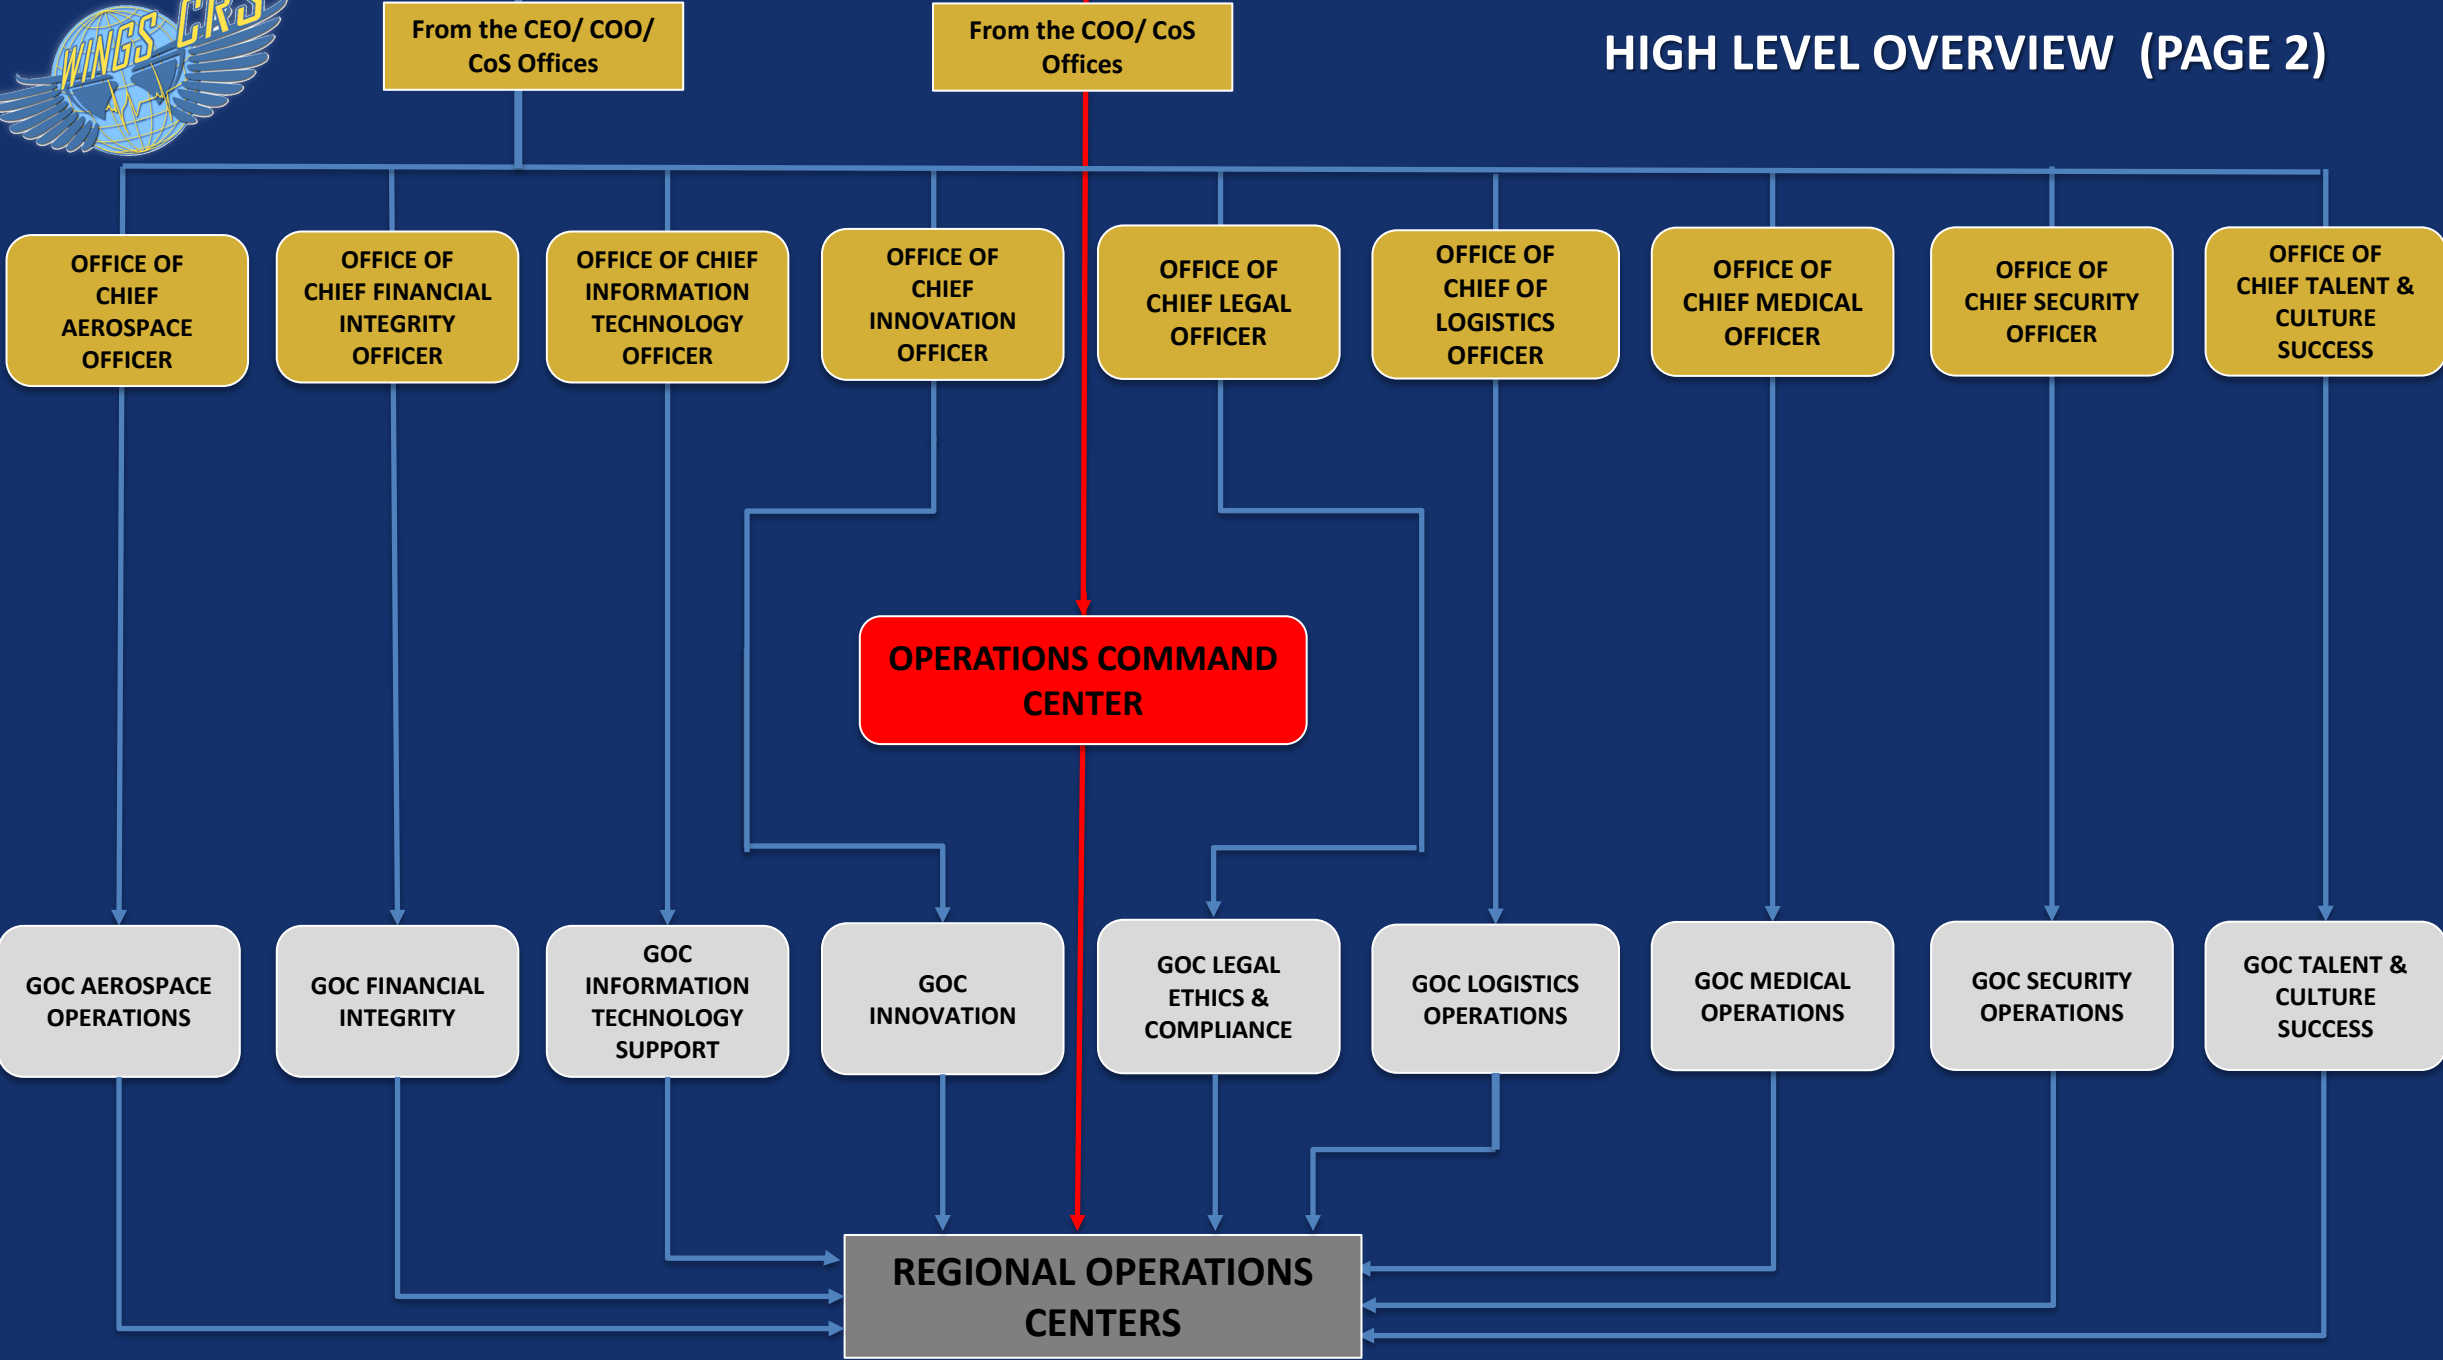 WINGS CRS
From the CEO/ COO/
CoS Offices
From the COO/ CoS
Offices
HIGH LEVEL OVERVIEW (PAGE 2)
OFFICE OF
CHIEF
AEROSPACE
OFFICER
OFFICE OF
CHIEF FINANCIAL
INTEGRITY
OFFICER
OFFICE OF CHIEF
INFORMATION
TECHNOLOGY
OFFICER
OFFICE OF
CHIEF
INNOVATION
OFFICER
OFFICE OF
CHIEF LEGAL
OFFICER
OFFICE OF
CHIEF OF
LOGISTICS
OFFICER
OFFICE OF
CHIEF MEDICAL
OFFICER
OFFICE OF
CHIEF SECURITY
OFFICER
OFFICE OF
CHIEF TALENT &
CULTURE
SUCCESS
OPERATIONS COMMAND
CENTER
GOC AEROSPACE
OPERATIONS
GOC FINANCIAL
INTEGRITY
GOC
INFORMATION
TECHNOLOGY
SUPPORT
GOC
INNOVATION
GOC LEGAL
ETHICS &
COMPLIANCE
GOC LOGISTICS
OPERATIONS
GOC MEDICAL
OPERATIONS
GOC SECURITY
OPERATIONS
GOC TALENT &
CULTURE
SUCCESS
REGIONAL OPERATIONS
CENTERS